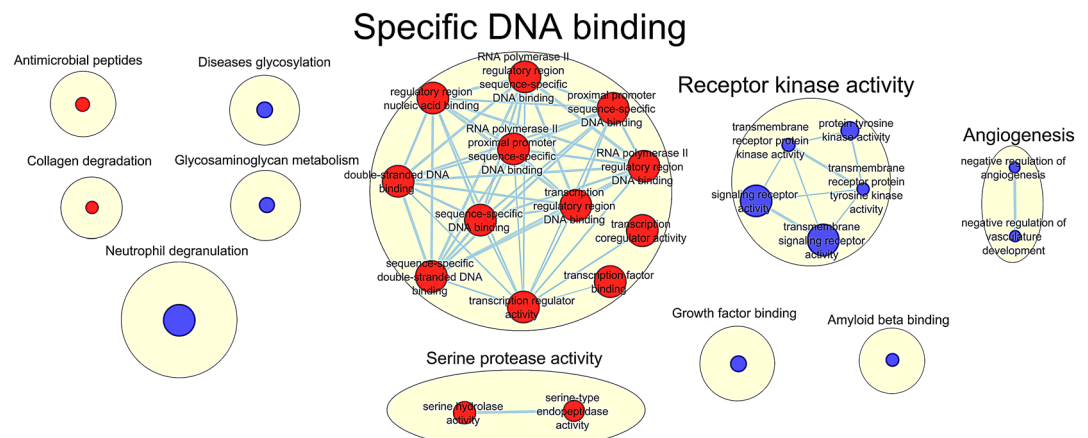 Specific DNA binding
Antimicrobial peptides
Diseases glycosylation
Collagen degradation
Glycosaminoglycan metabolism
Neutrophil degranulation
RNA polymerase II
regulatory region
sequence-specific
DNA binding
regulatory region
nucleic acid binding
proximal promoter
sequence-specific
DNA binding
RNA polymerase II
proximal promoter
sequence-specific
DNA binding
RNA polymerase II
regulatory region
DNA binding
double-stranded DNA
binding
transcription
regulatory region
DNA binding
sequence-specific
DNA binding
transcription
coregulator activity
sequence-specific
double-stranded DNA
binding
transcription factor
binding
transcription regulator
activity
Serine protease activity
serine hydrolase
activity
serine-type
endopeptidase
activity
Receptor kinase activity
transmembrane
receptor protein
kinase activity
protein tyrosine
kinase activity
transmembrane
receptor protein
tyrosine kinase
activity
signaling receptor
activity
transmembrane
signaling receptor
activity
Angiogenesis
negative regulation of
angiogenesis
negative regulation of
vasculature
development
Growth factor binding
Amyloid beta binding